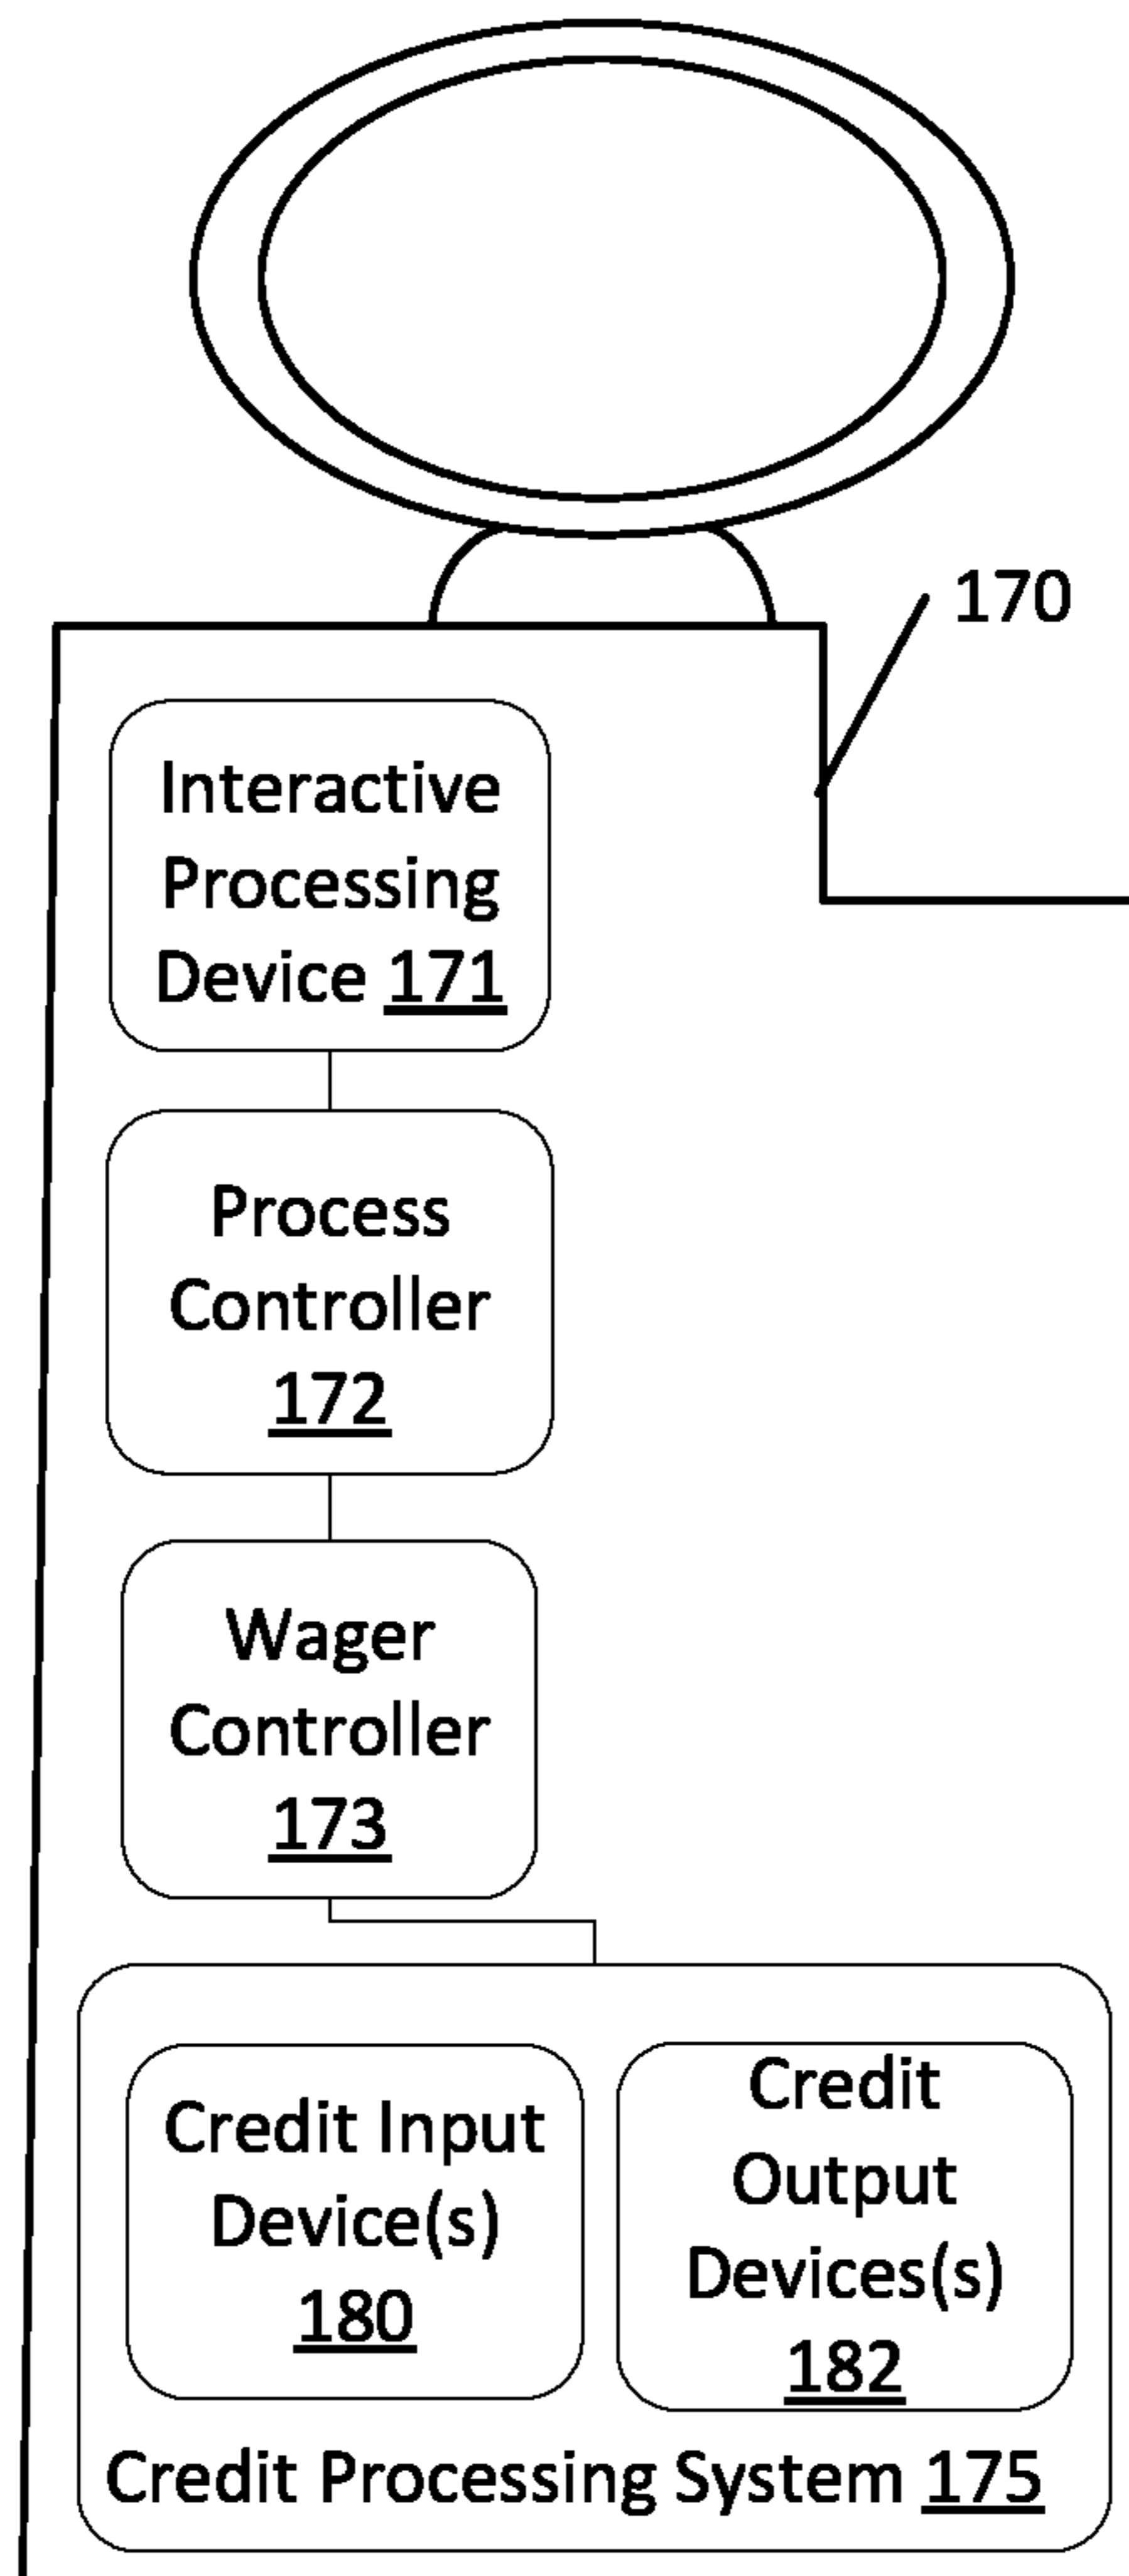 170
Interactive
Processing
Device 171
Process
Controller
172
Wager
Controller
173
Credit Input
Device(s)
180
Credit
Output
Devices(s)
182
Credit Processing System 175